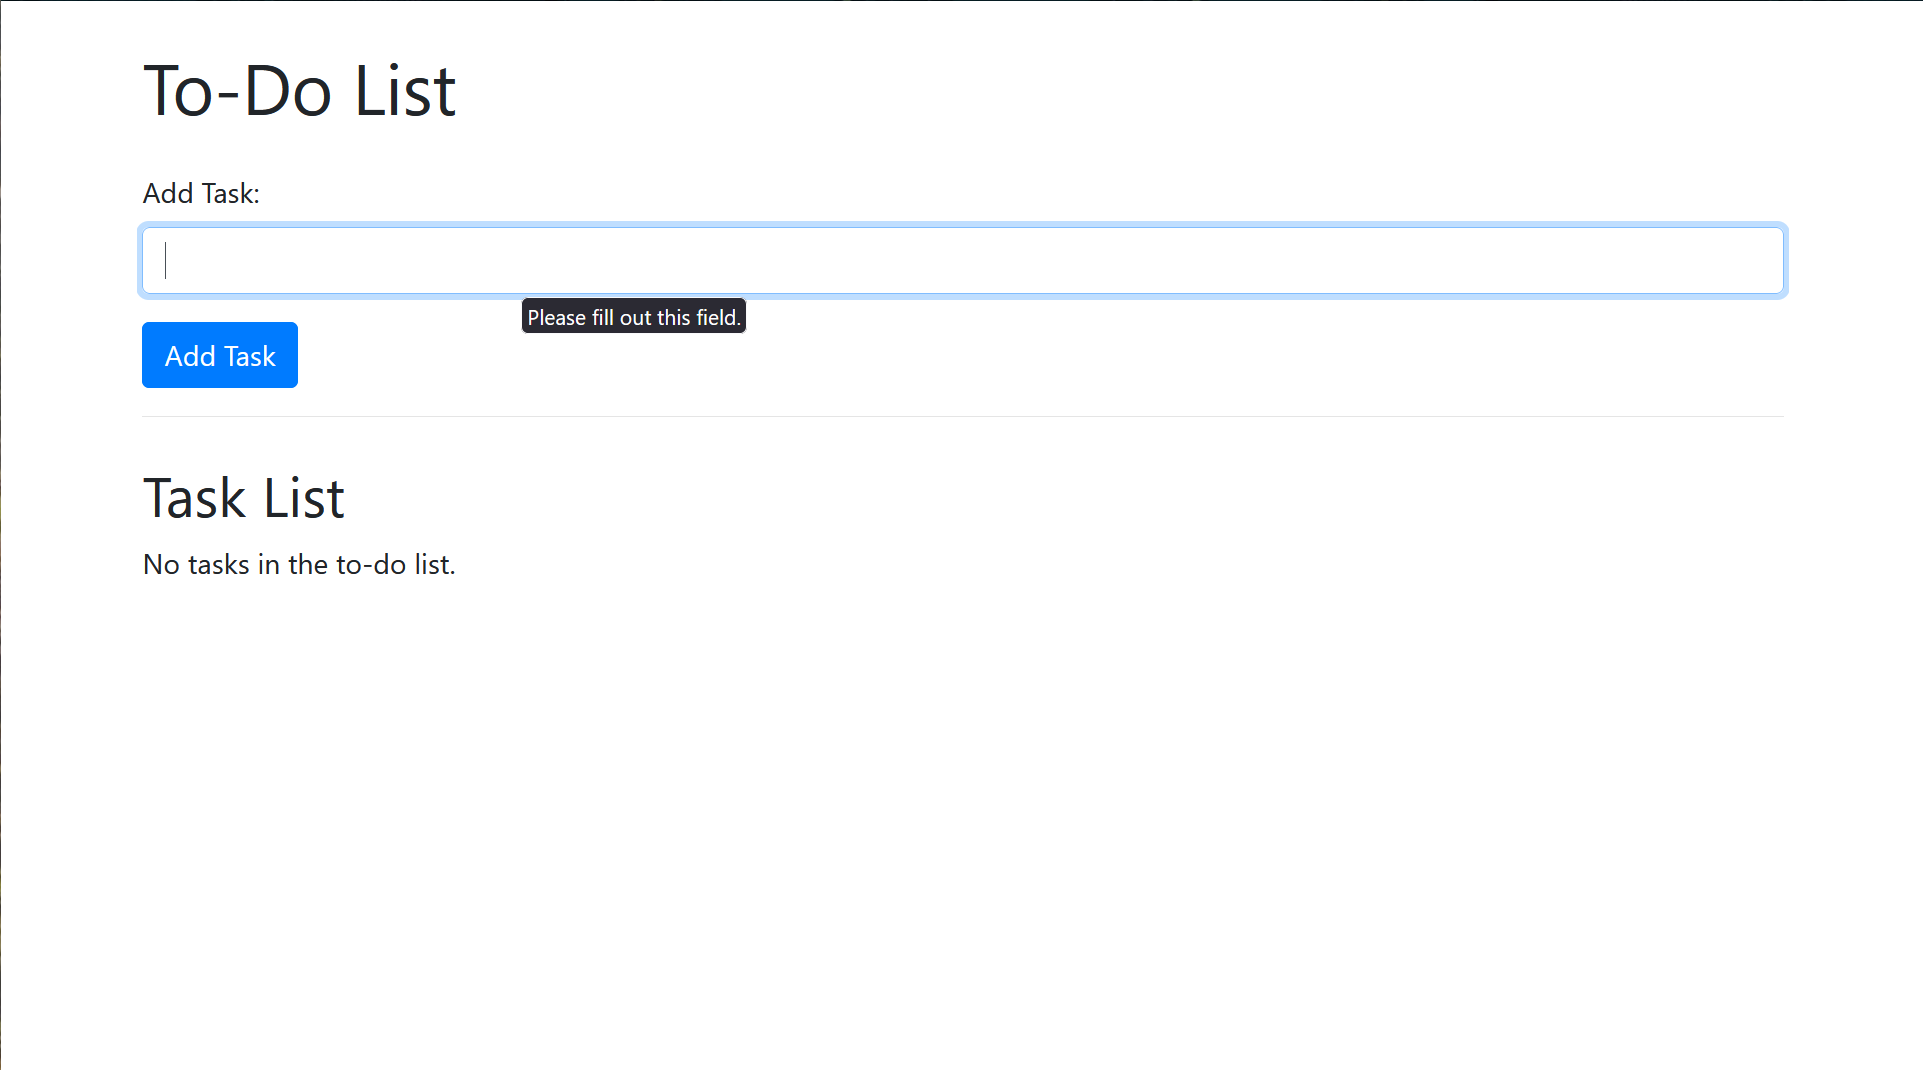 To-Do List
Add Task:
Please fill out this field.
Add Task
Task List
No tasks in the to-do list.